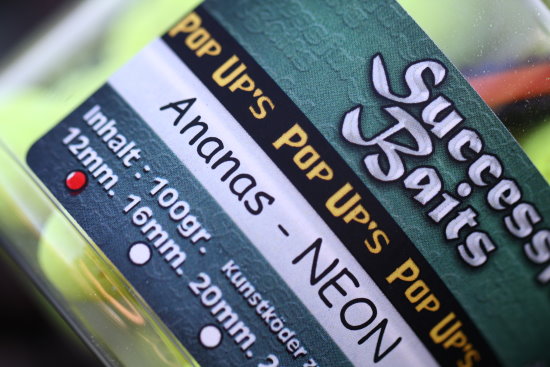 Success
Baits
POP UP'S POP UP'S POP UP'S
Ananas - NEON
Inhalt : 100gr. Kunstköder
12mm. 16mm. 20mm.